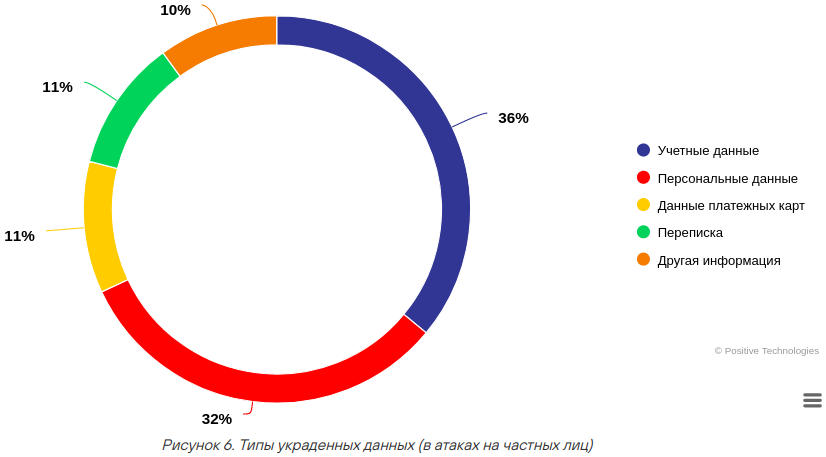 10%
11%
36%
11%
32%
Учетные данные
Персональные данные
Данные платежных карт
Переписка
Другая информация
© Positive Technologies
Рисунок 6. Типы украденных данных (в атаках на частных лиц)